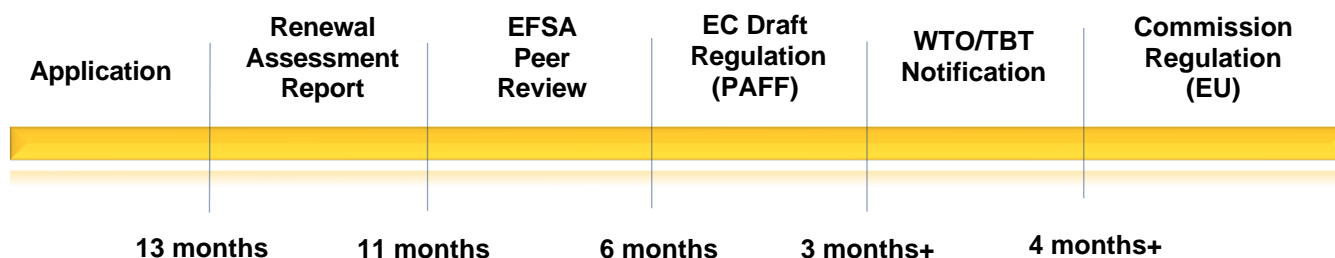 Application
Renewal
Assessment
Report
EFSA
Peer
Review
EC Draft
Regulation
(PAFF)
WTO/TBT
Notification
Commission
Regulation
(EU)
13 months
11 months
6 months
3 months+
4 months+